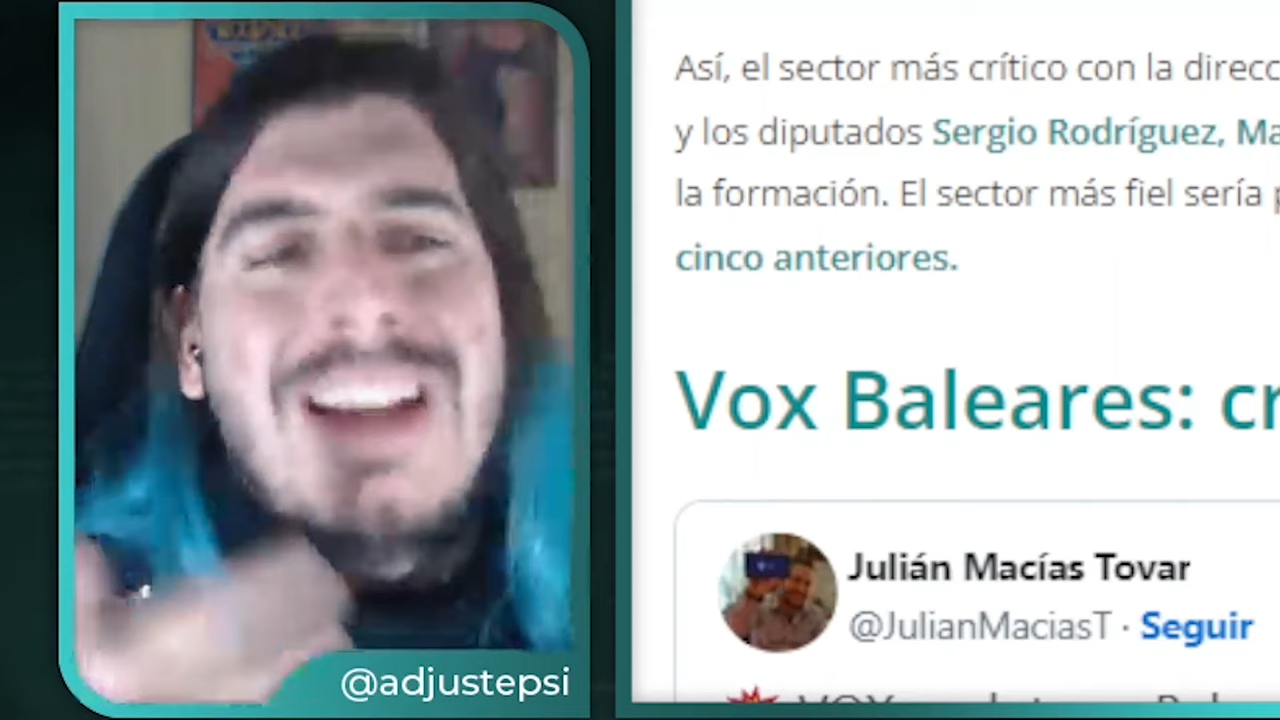 Así, el sector más crítico con la direcc
y los diputados Sergio Rodríguez, Ma
la formación. El sector más fiel sería p
cinco anteriores.
Vox Baleares: cr
Julián Macías Tovar
@JulianMaciasT · Seguir
@adjustepsi